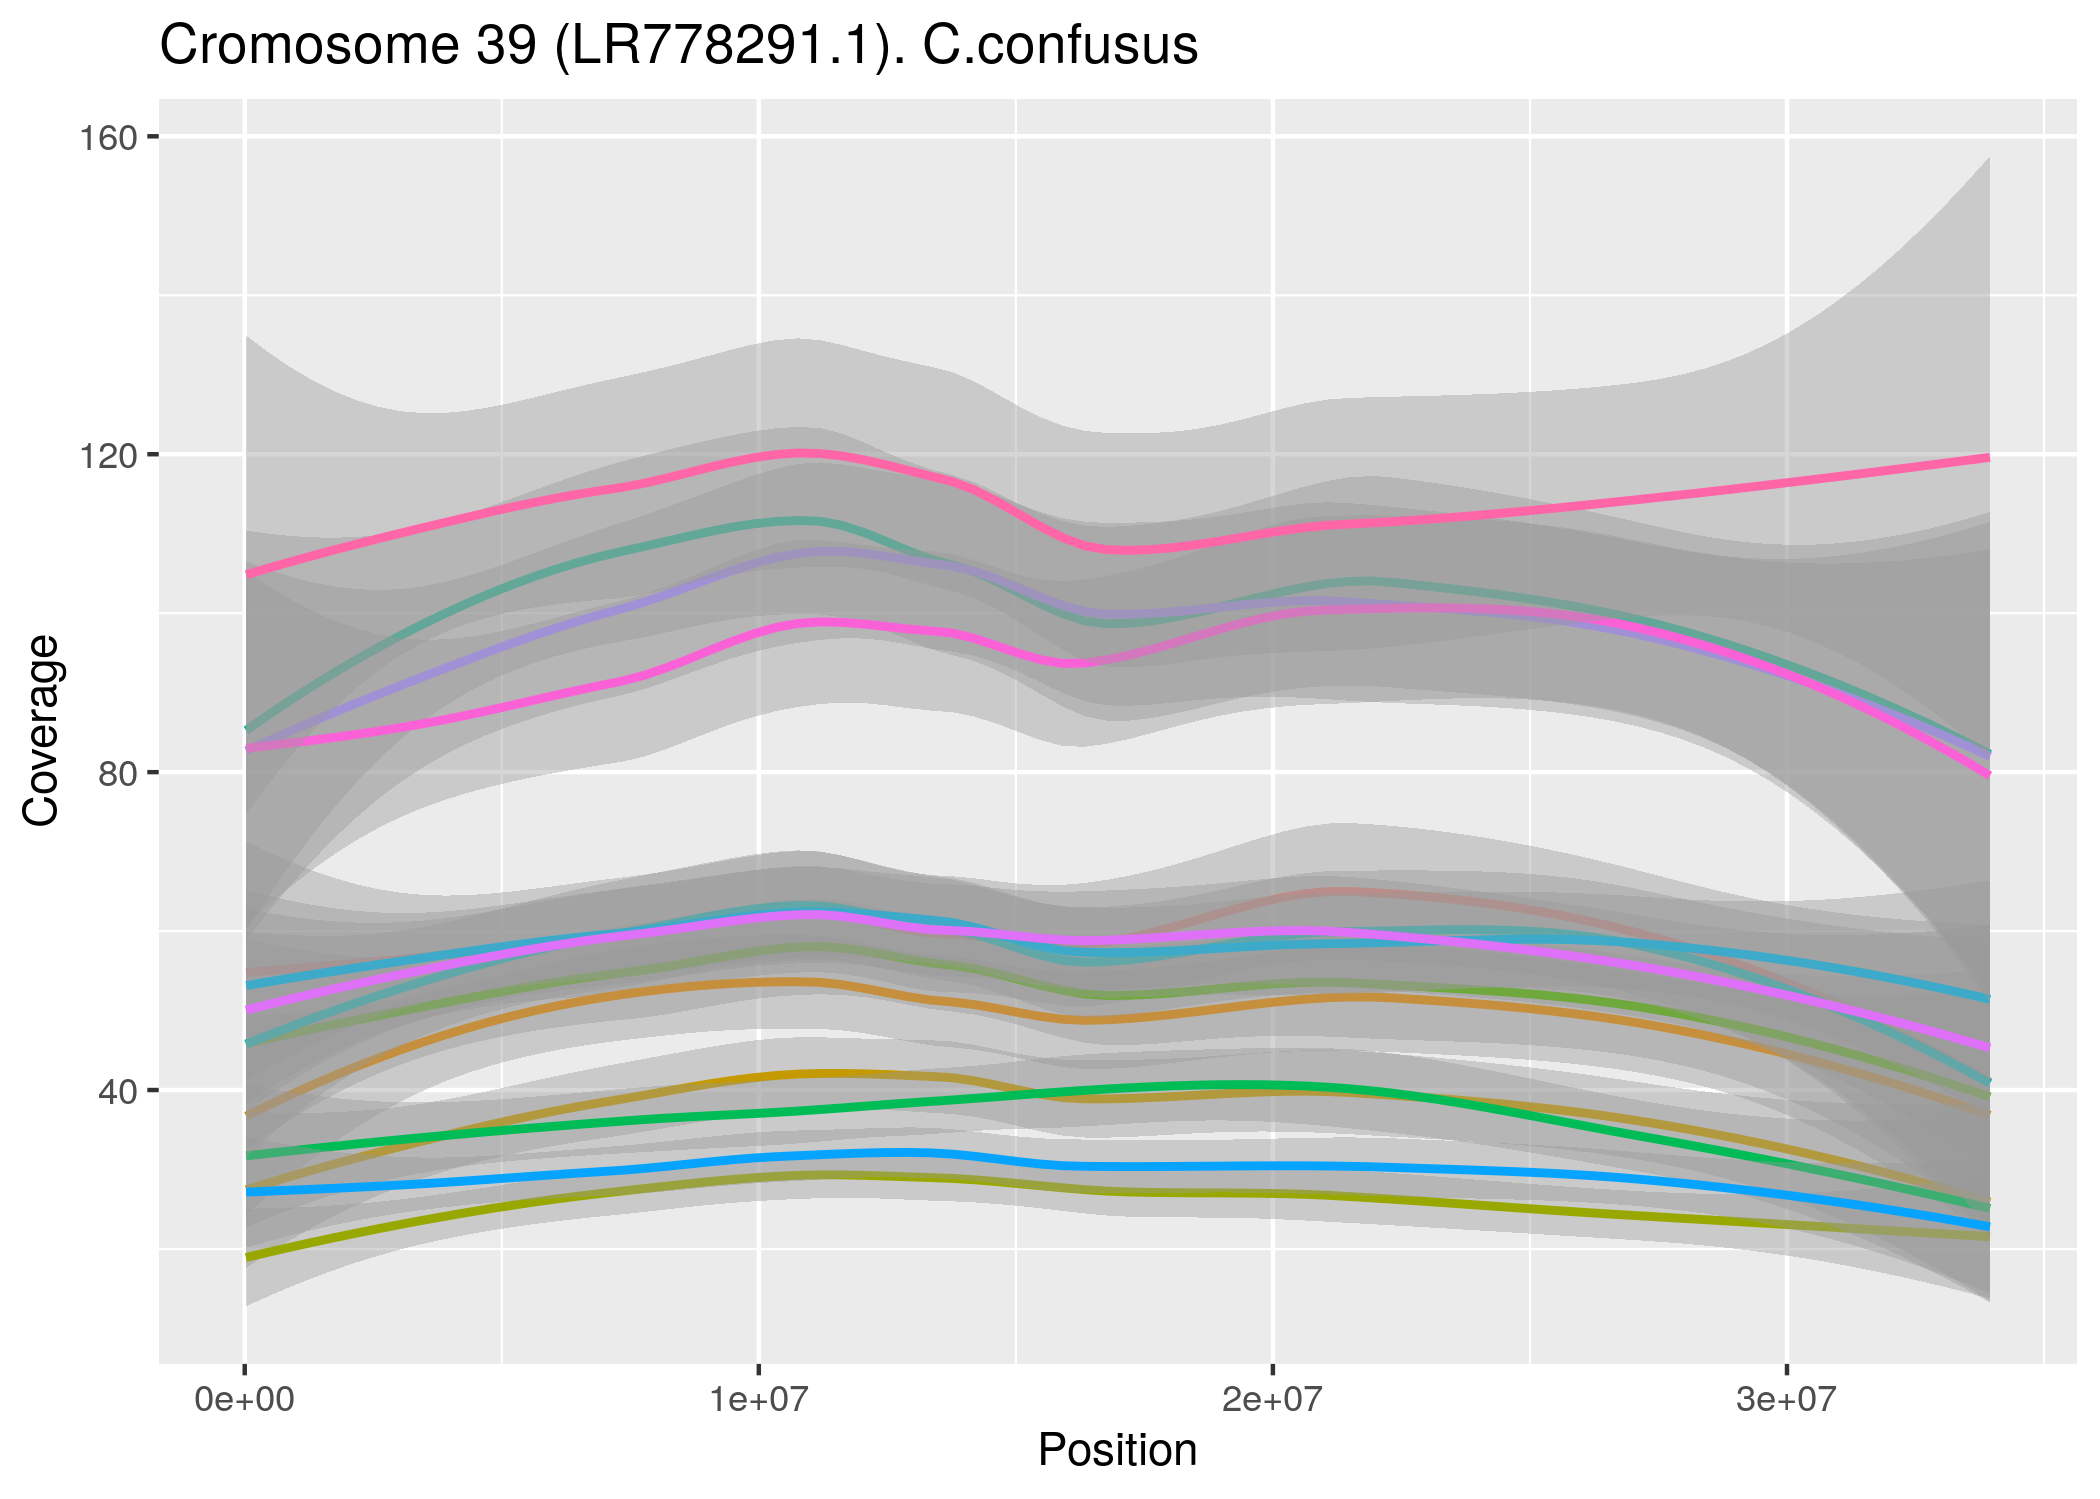 Cromosome 39 (LR778291.1). C.confusus
160
120
80
40
Coverage
0e+00 1e+07 2e+07 3e+07
Position